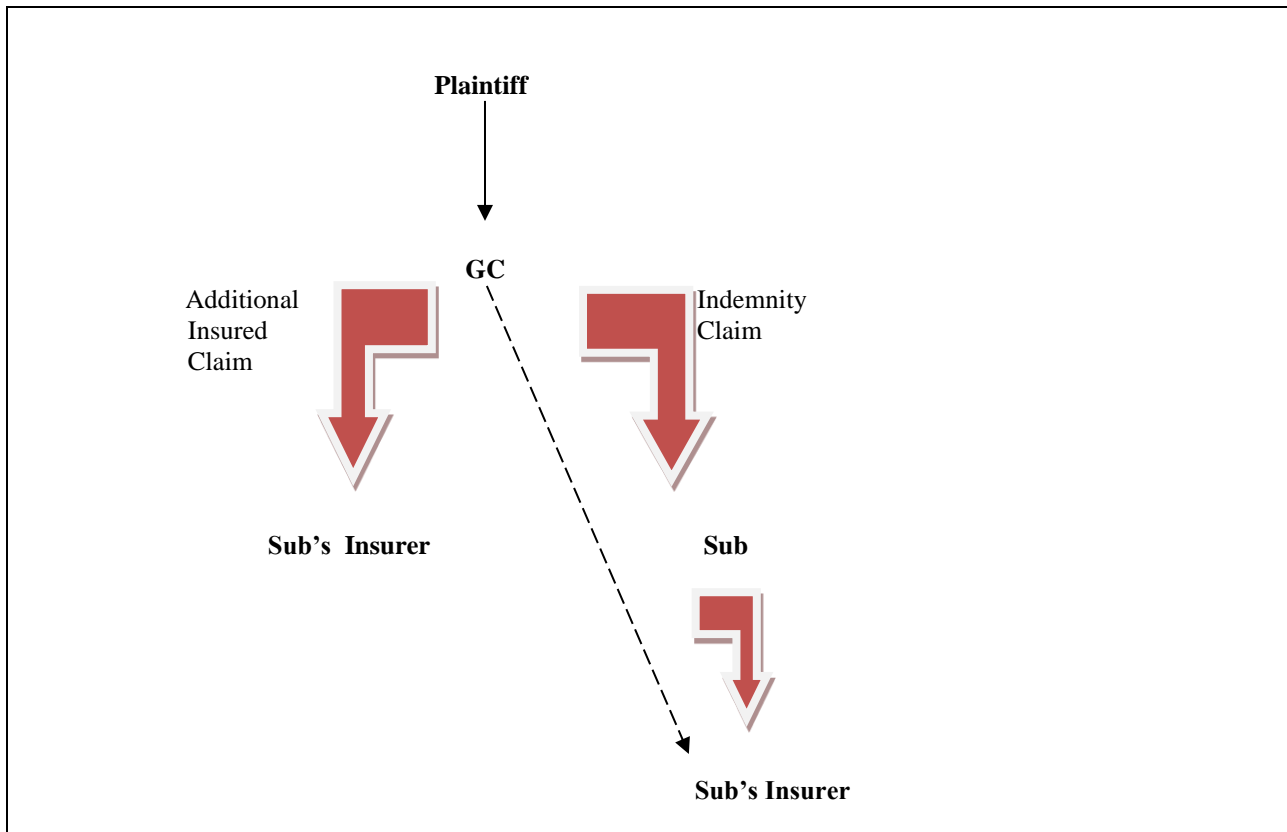 Plaintiff
GC
Additional
Insured
Claim
Indemnity
Claim
Sub’s Insurer
Sub
Sub’s Insurer